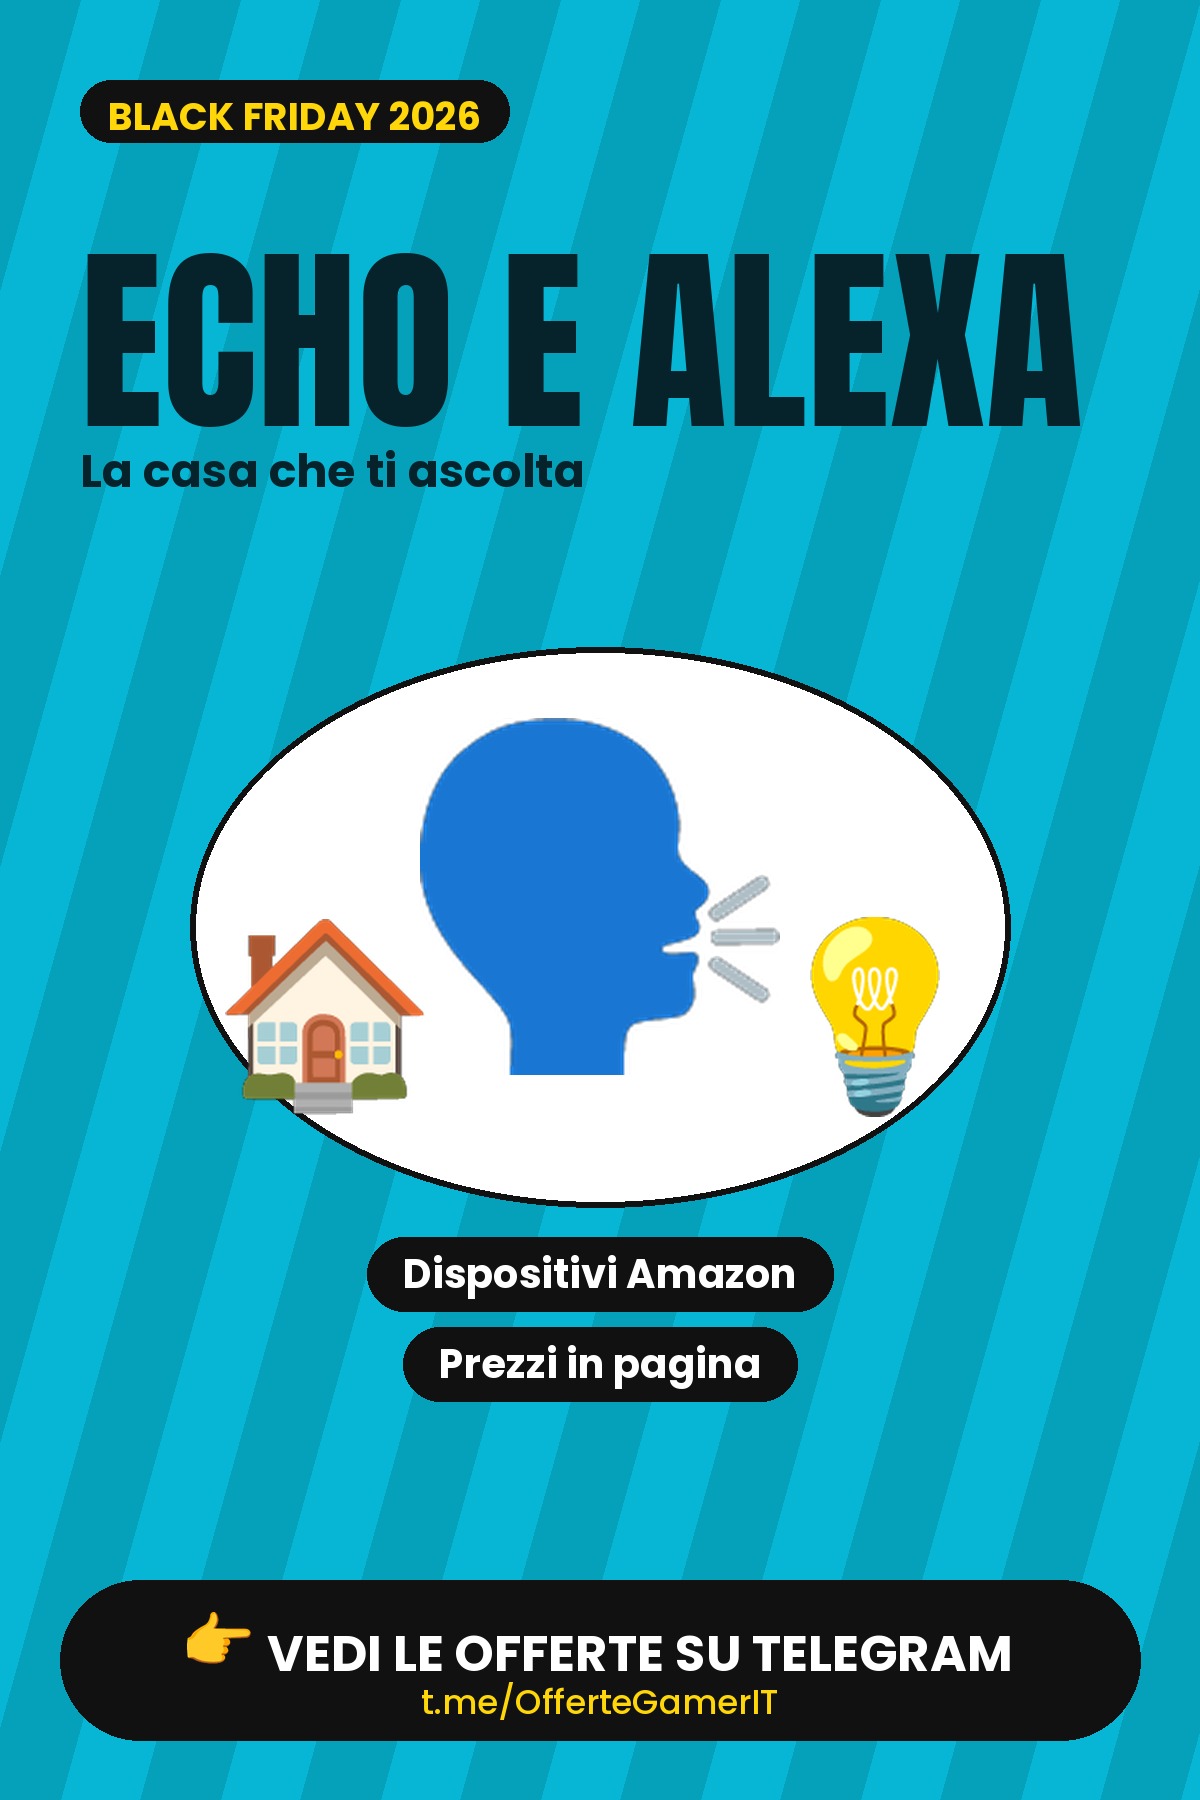 BLACK FRIDAY 2026
ECHO E ALEXA
La casa che ti ascolta
Dispositivi Amazon
Prezzi in pagina
VEDI LE OFFERTE SU TELEGRAM
t.me/OfferteGamerIT